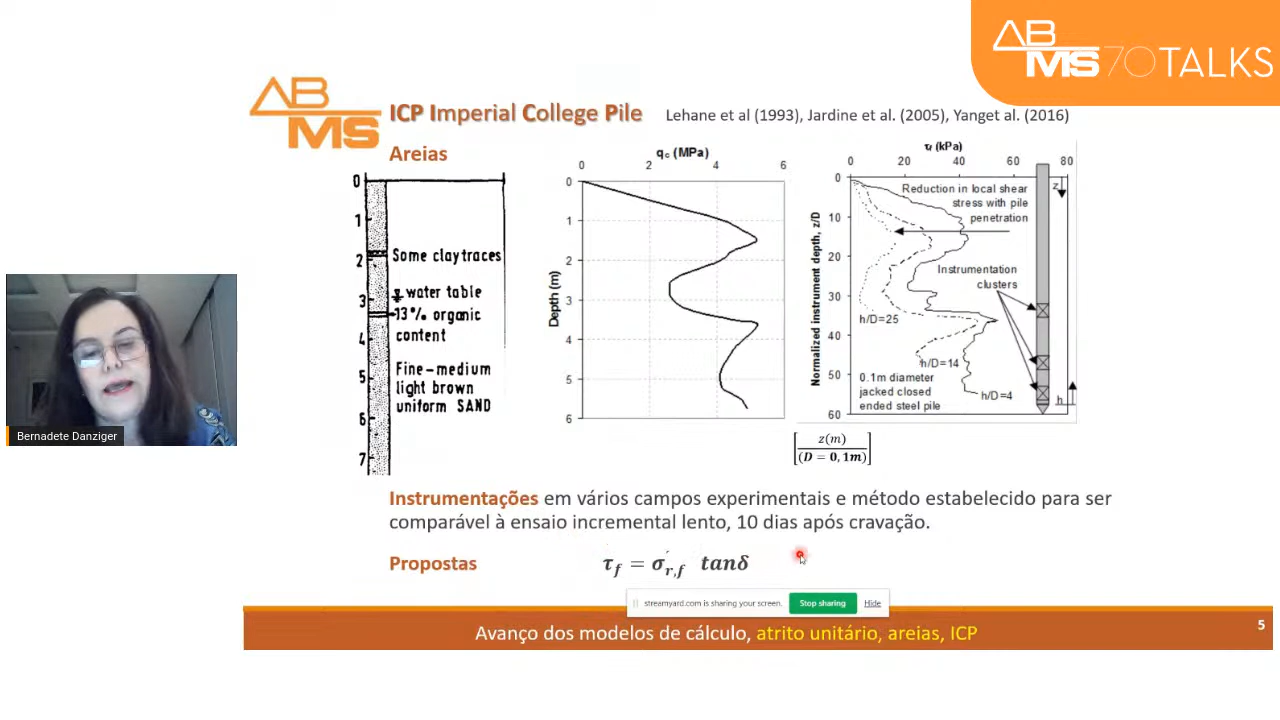 AB
MS 70TALKS
AB
MS
ICP Imperial College Pile
Lehane et al (1993), Jardine et al. (2005), Yanget al. (2016)
Areias
0
1
2
3
4
5
6
7
Some clay traces
water table
13% organic
content
Fine-medium
light brown
uniform SAND
qc (MPa)
0 2 4 6
Depth (m)
0
1
2
3
4
5
6
τf (kPa)
0 20 40 60 80
Normalized instrument depth, z/D
0
10
20
30
40
50
60
Reduction in local shear
stress with pile
penetration
z
Instrumentation
clusters
h/D=25
h/D=14
0.1m diameter
jacked closed
ended steel pile
h/D=4
h
[z(m)
(D = 0,1m)]
Instrumentações em vários campos experimentais e método estabelecido para ser
comparável à ensaio incremental lento, 10 dias após cravação.
Propostas
τf = σ′r,f tanδ
streamyard.com is sharing your screen. Stop sharing Hide
Avanço dos modelos de cálculo, atrito unitário, areias, ICP
5
Bernadete Danziger